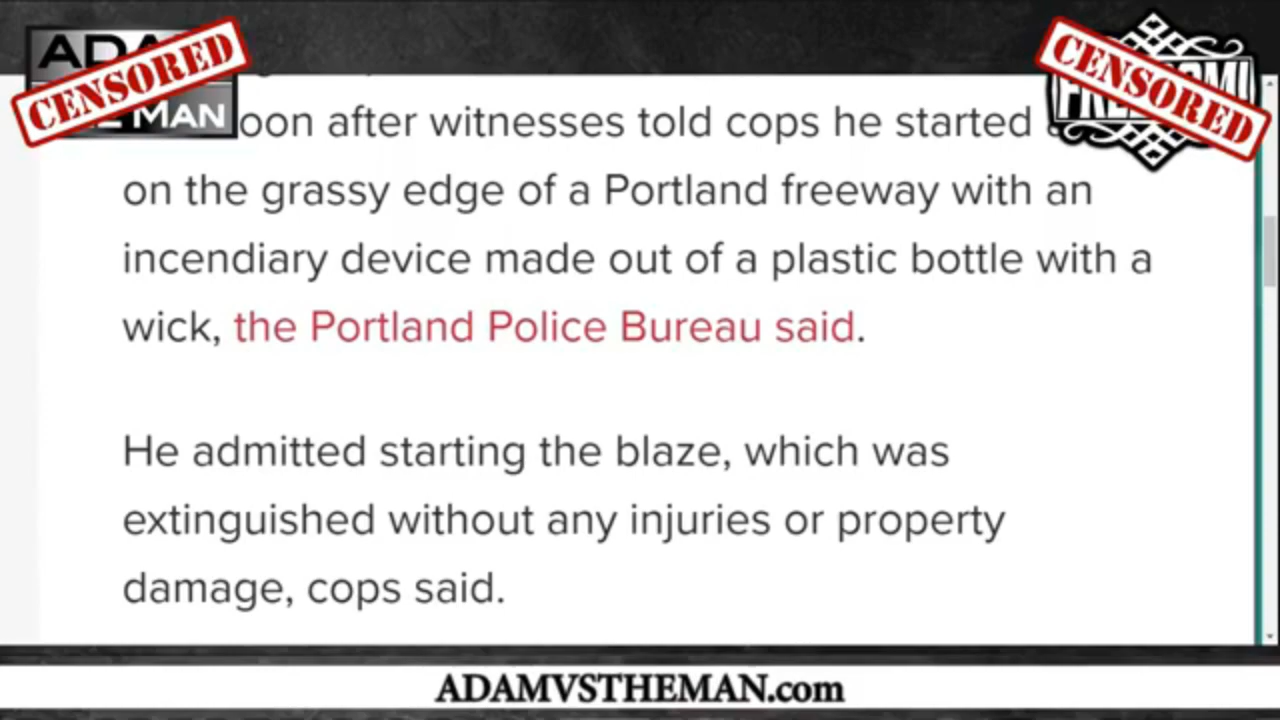 CENSORED
MAN
CENSORED
oon after witnesses told cops he started
on the grassy edge of a Portland freeway with an
incendiary device made out of a plastic bottle with a
wick, the Portland Police Bureau said.
He admitted starting the blaze, which was
extinguished without any injuries or property
damage, cops said.
ADAMVSTHEMAN.com